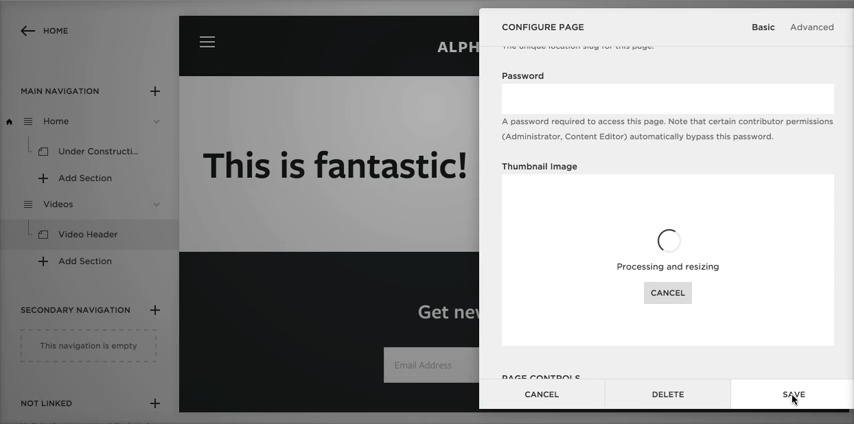 HOME
MAIN NAVIGATION
Home
Under Constructi...
Add Section
Videos
Video Header
Add Section
SECONDARY NAVIGATION
This navigation is empty
NOT LINKED
ALPH
This is fantastic!
Get nev
Email Address
CONFIGURE PAGE
Basic
Advanced
The unique location slug for this page.
Password
A password required to access this page. Note that certain contributor permissions
(Administrator, Content Editor) automatically bypass this password.
Thumbnail Image
Processing and resizing
CANCEL
PAGE CONTROLS
CANCEL
DELETE
SAVE